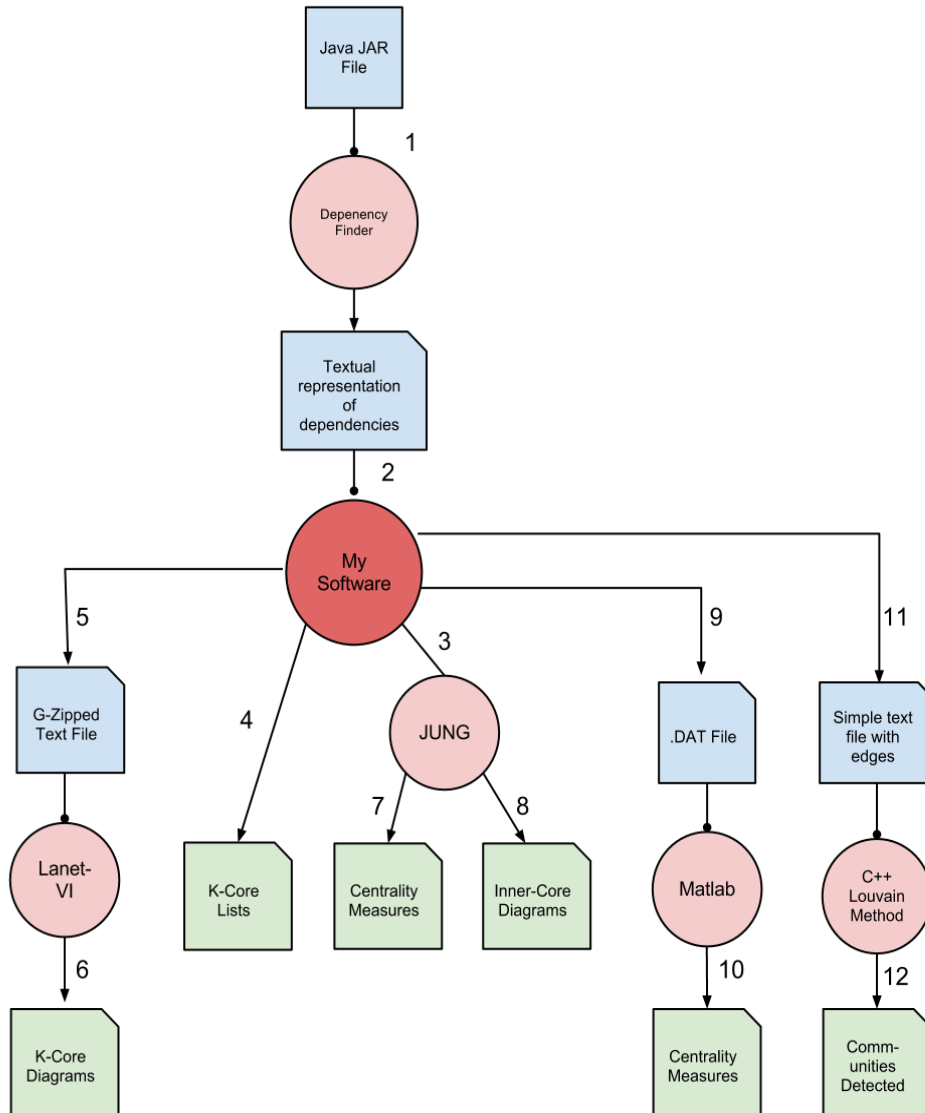 Java JAR
File
1
Depenency
Finder
Textual
representation
of
dependencies
2
My
Software
5
3
9
11
4
G-Zipped
Text File
JUNG
.DAT File
Simple text
file with
edges
7
8
Lanet-
VI
K-Core
Lists
Centrality
Measures
Inner-Core
Diagrams
Matlab
C++
Louvain
Method
6
10
12
K-Core
Diagrams
Centrality
Measures
Comm-
unities
Detected